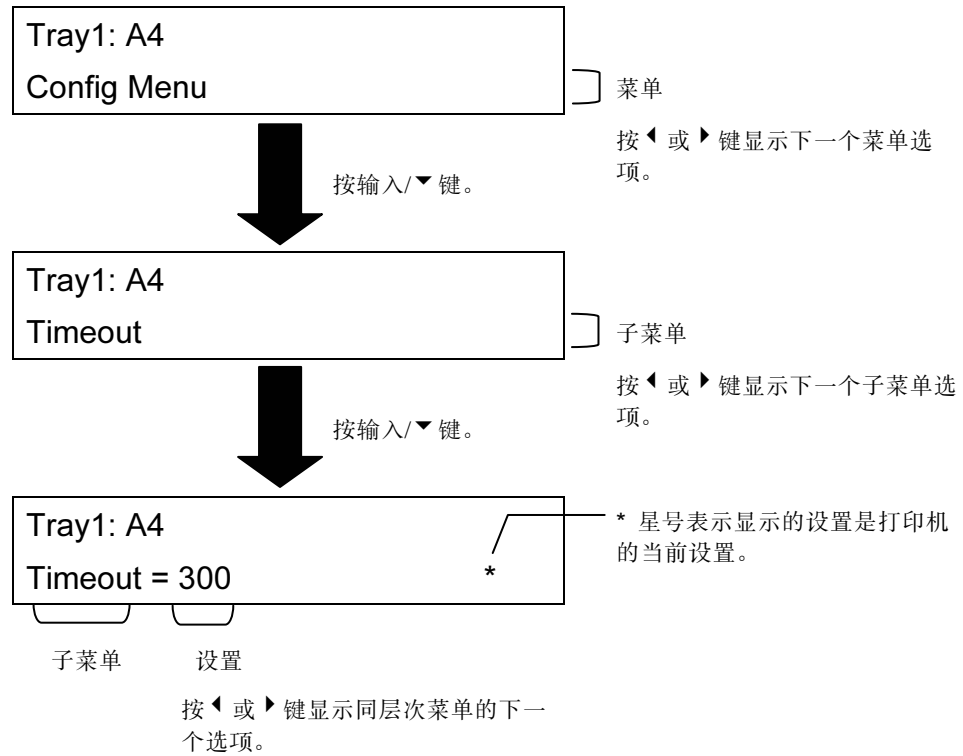 Tray1: A4
Config Menu
菜单
按◀或▶键显示下一个菜单选
项。
按输入/▼键。
Tray1: A4
Timeout
子菜单
按◀或▶键显示下一个子菜单选
项。
按输入/▼键。
Tray1: A4
Timeout = 300 *
* 星号表示显示的设置是打印机
的当前设置。
子菜单 设置
按◀或▶键显示同层次菜单的下一
个选项。